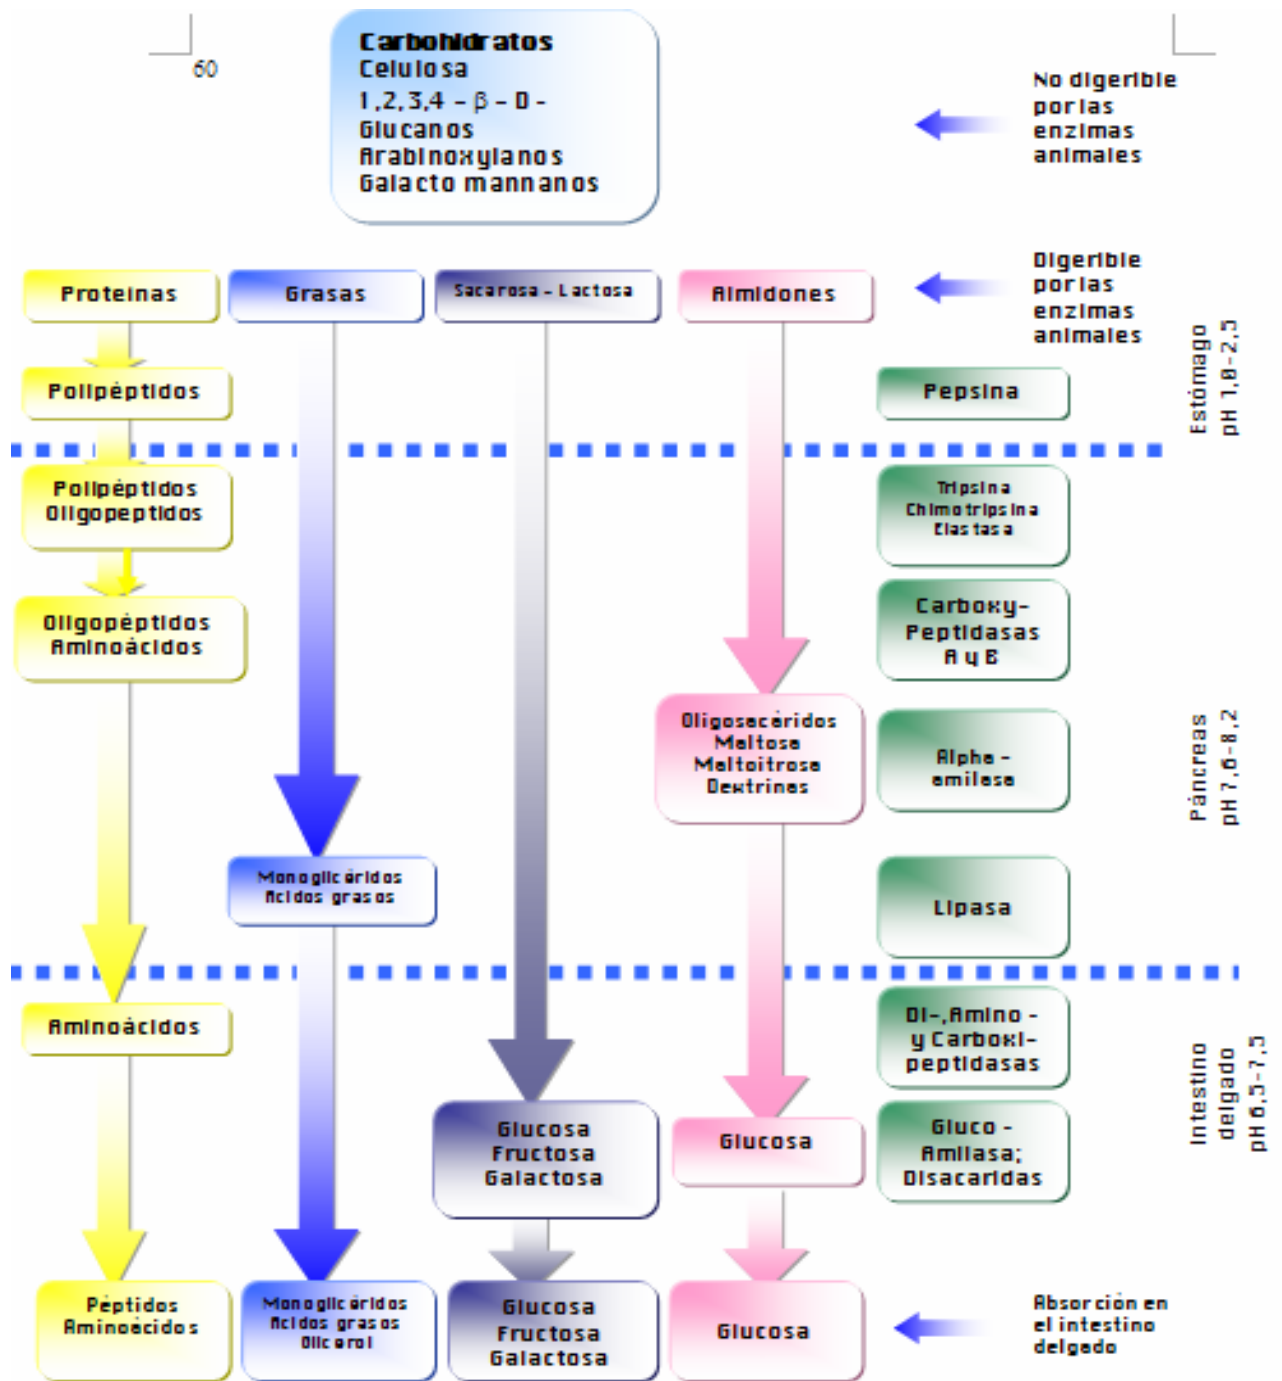 60
Carbohidratos
Celulosa
1,2,3,4 – β – D –
Glucanos
Arabinoxylanos
Galacto mannanos
No digerible
por las
enzimas
animales
Proteínas
Grasas
Sacarosa – Lactosa
Almidones
Digerible
por las
enzimas
animales
Polipéptidos
Pepsina
Estómago
pH 1,0–2,5
Polipéptidos
Oligopeptidos
Tripsina
Chimotripsina
Elastasa
Oligopéptidos
Aminoácidos
Carboxy–
Peptidasas
A y B
Oligosacáridos
Maltosa
Maltoitrosa
Dextrinas
Alpha –
amilasa
Páncreas
pH 7,6–8,2
Monoglicéridos
Acidos grasos
Lipasa
Aminoácidos
Di–,Amino –
y Carboxi–
peptidasas
Intestino
delgado
pH 6,5–7,5
Glucosa
Fructosa
Galactosa
Glucosa
Gluco –
Amilasa;
Disacaridas
Péptidos
Aminoácidos
Monoglicéridos
Acidos grasos
Glicerol
Glucosa
Fructosa
Galactosa
Glucosa
Absorción en
el intestino
delgado